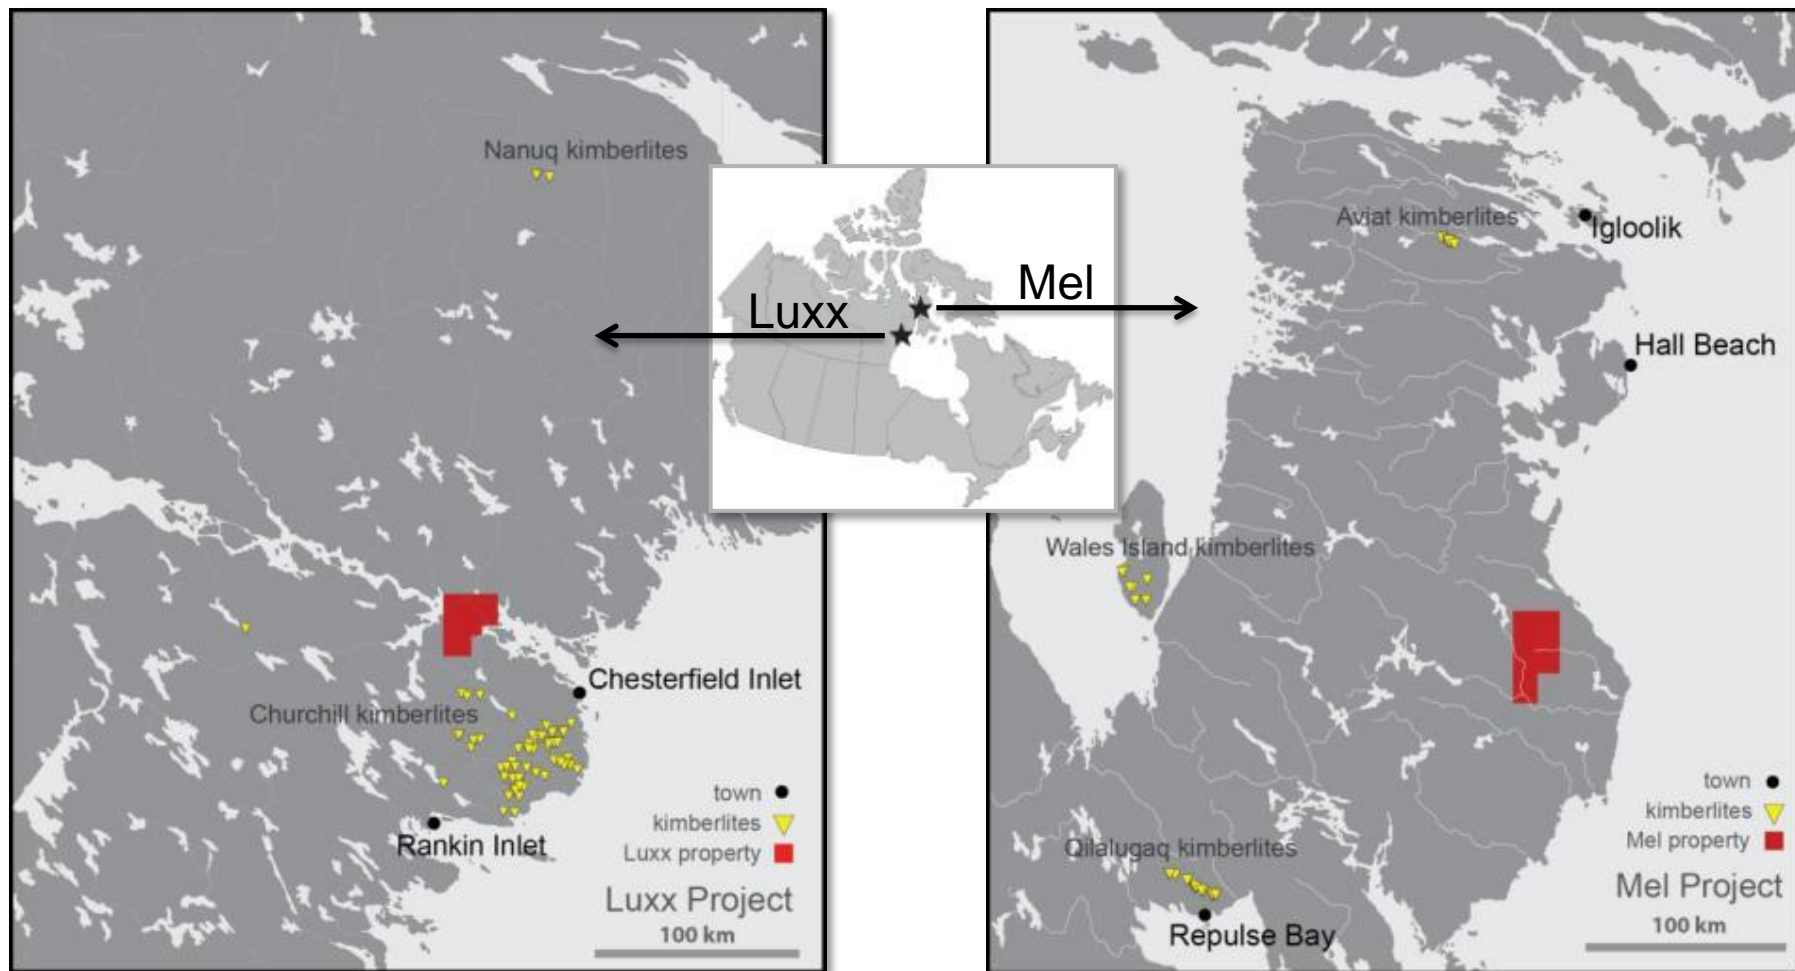 Nanuq kimberlites
Churchill kimberlites
Chesterfield Inlet
Rankin Inlet
town
kimberlites
Luxx property
Luxx Project
100 km
Luxx
Mel
Aviat kimberlites
Igloolik
Hall Beach
Wales Island kimberlites
Qilalugaq kimberlites
Repulse Bay
town
kimberlites
Mel property
Mel Project
100 km